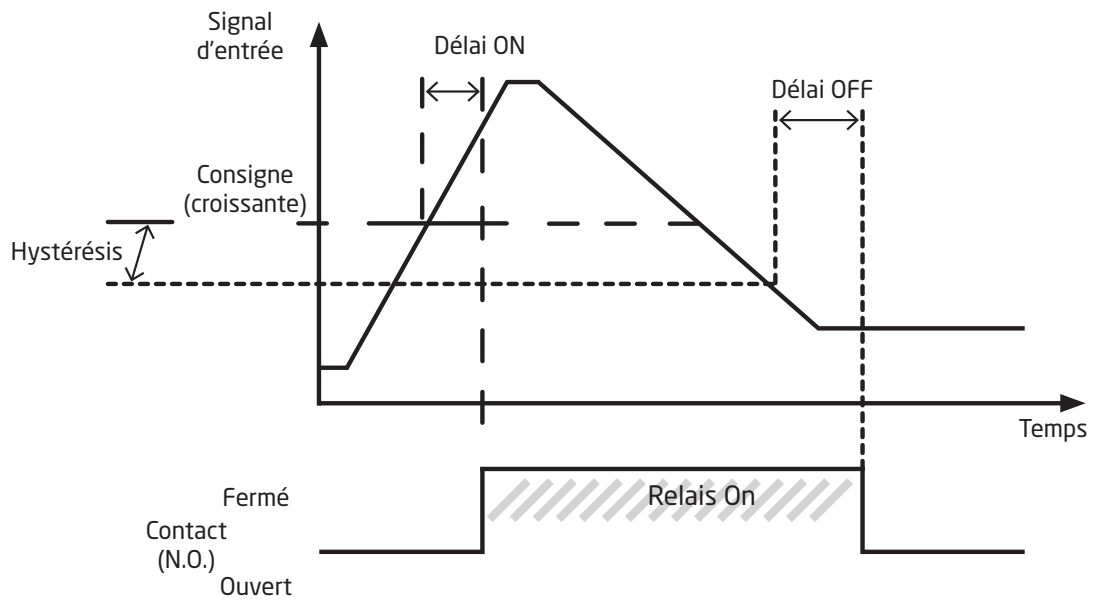 Signal
d'entrée
Délai ON
Délai OFF
Consigne
(croissante)
Hystérésis
Temps
Fermé
Relais On
Contact
(N.O.)
Ouvert